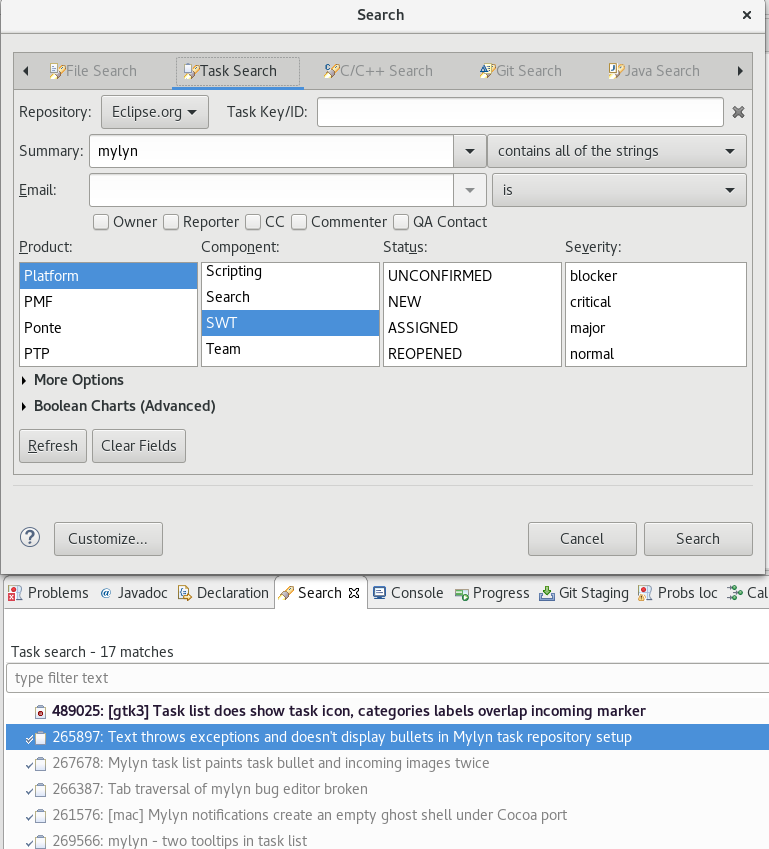 Search
File Search Task Search C/C++ Search Git Search Java Search
Repository: Eclipse.org Task Key/ID:
Summary: mylyn contains all of the strings
Email: is
Owner Reporter CC Commenter QA Contact
Product: Component: Status: Severity:
Platform Scripting UNCONFIRMED blocker
PMF Search NEW critical
Ponte SWT ASSIGNED major
PTP Team REOPENED normal
More Options
Boolean Charts (Advanced)
Refresh Clear Fields
? Customize... Cancel Search
Problems @ Javadoc Declaration Search Console Progress Git Staging Probs loc Cal
Task search - 17 matches
type filter text
489025: [gtk3] Task list does show task icon, categories labels overlap incoming marker
265897: Text throws exceptions and doesn't display bullets in Mylyn task repository setup
267678: Mylyn task list paints task bullet and incoming images twice
266387: Tab traversal of mylyn bug editor broken
261576: [mac] Mylyn notifications create an empty ghost shell under Cocoa port
269566: mylyn - two tooltips in task list